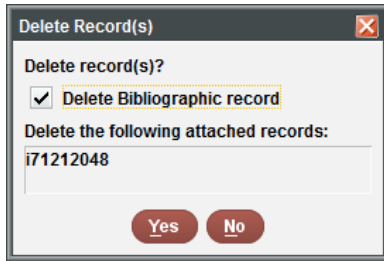 Delete Record(s)
Delete record(s)?
Delete Bibliographic record
Delete the following attached records:
i71212048
Yes No